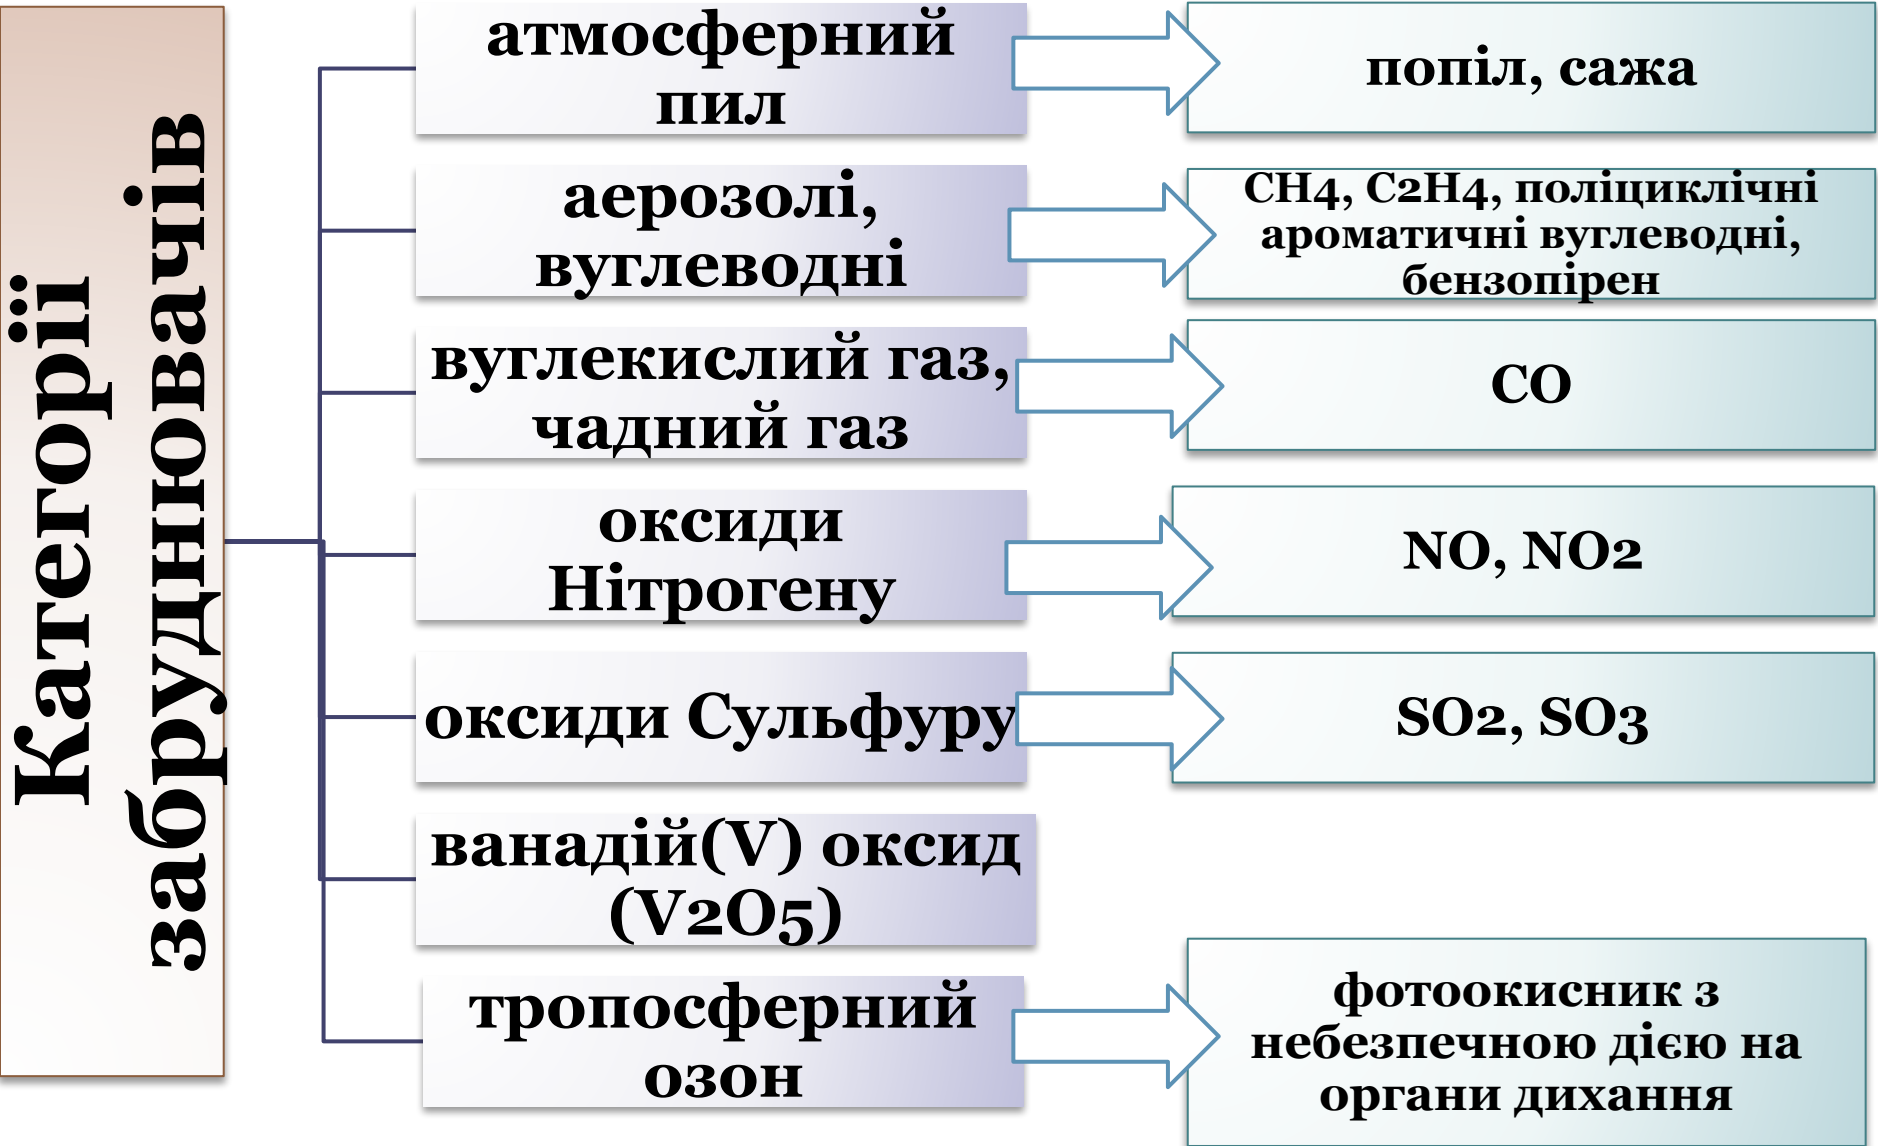 Категорії
забруднювачів
атмосферний
пил
попіл, сажа
аерозолі,
вуглеводні
CH4, C2H4, поліциклічні
ароматичні вуглеводні,
бензопірен
вуглекислий газ,
чадний газ
CO
оксиди
Нітрогену
NO, NO2
оксиди Сульфуру
SO2, SO3
ванадій(V) оксид
(V2O5)
тропосферний
озон
фотоокисник з
небезпечною дією на
органи дихання